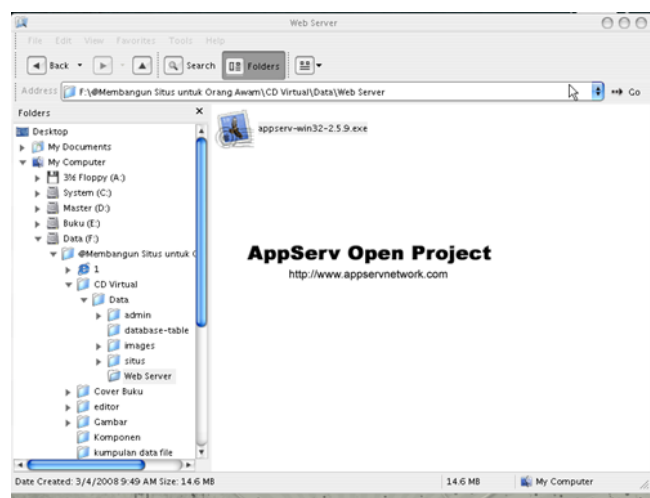 Web Server
File Edit View Favorites Tools Help
Back Search Folders
Address F:\@Membangun Situs untuk Orang Awam\CD Virtual\Data\Web Server Go
Folders
Desktop
My Documents
My Computer
3½ Floppy (A:)
System (C:)
Master (D:)
Buku (E:)
Data (F:)
@Membangun Situs untuk
1
CD Virtual
Data
admin
database-table
images
situs
Web Server
Cover Buku
editor
Gambar
Komponen
kumpulan data file
appserv-win32-2.5.9.exe
AppServ Open Project
http://www.appservnetwork.com
Date Created: 3/4/2008 9:49 AM Size: 14.6 MB 14.6 MB My Computer